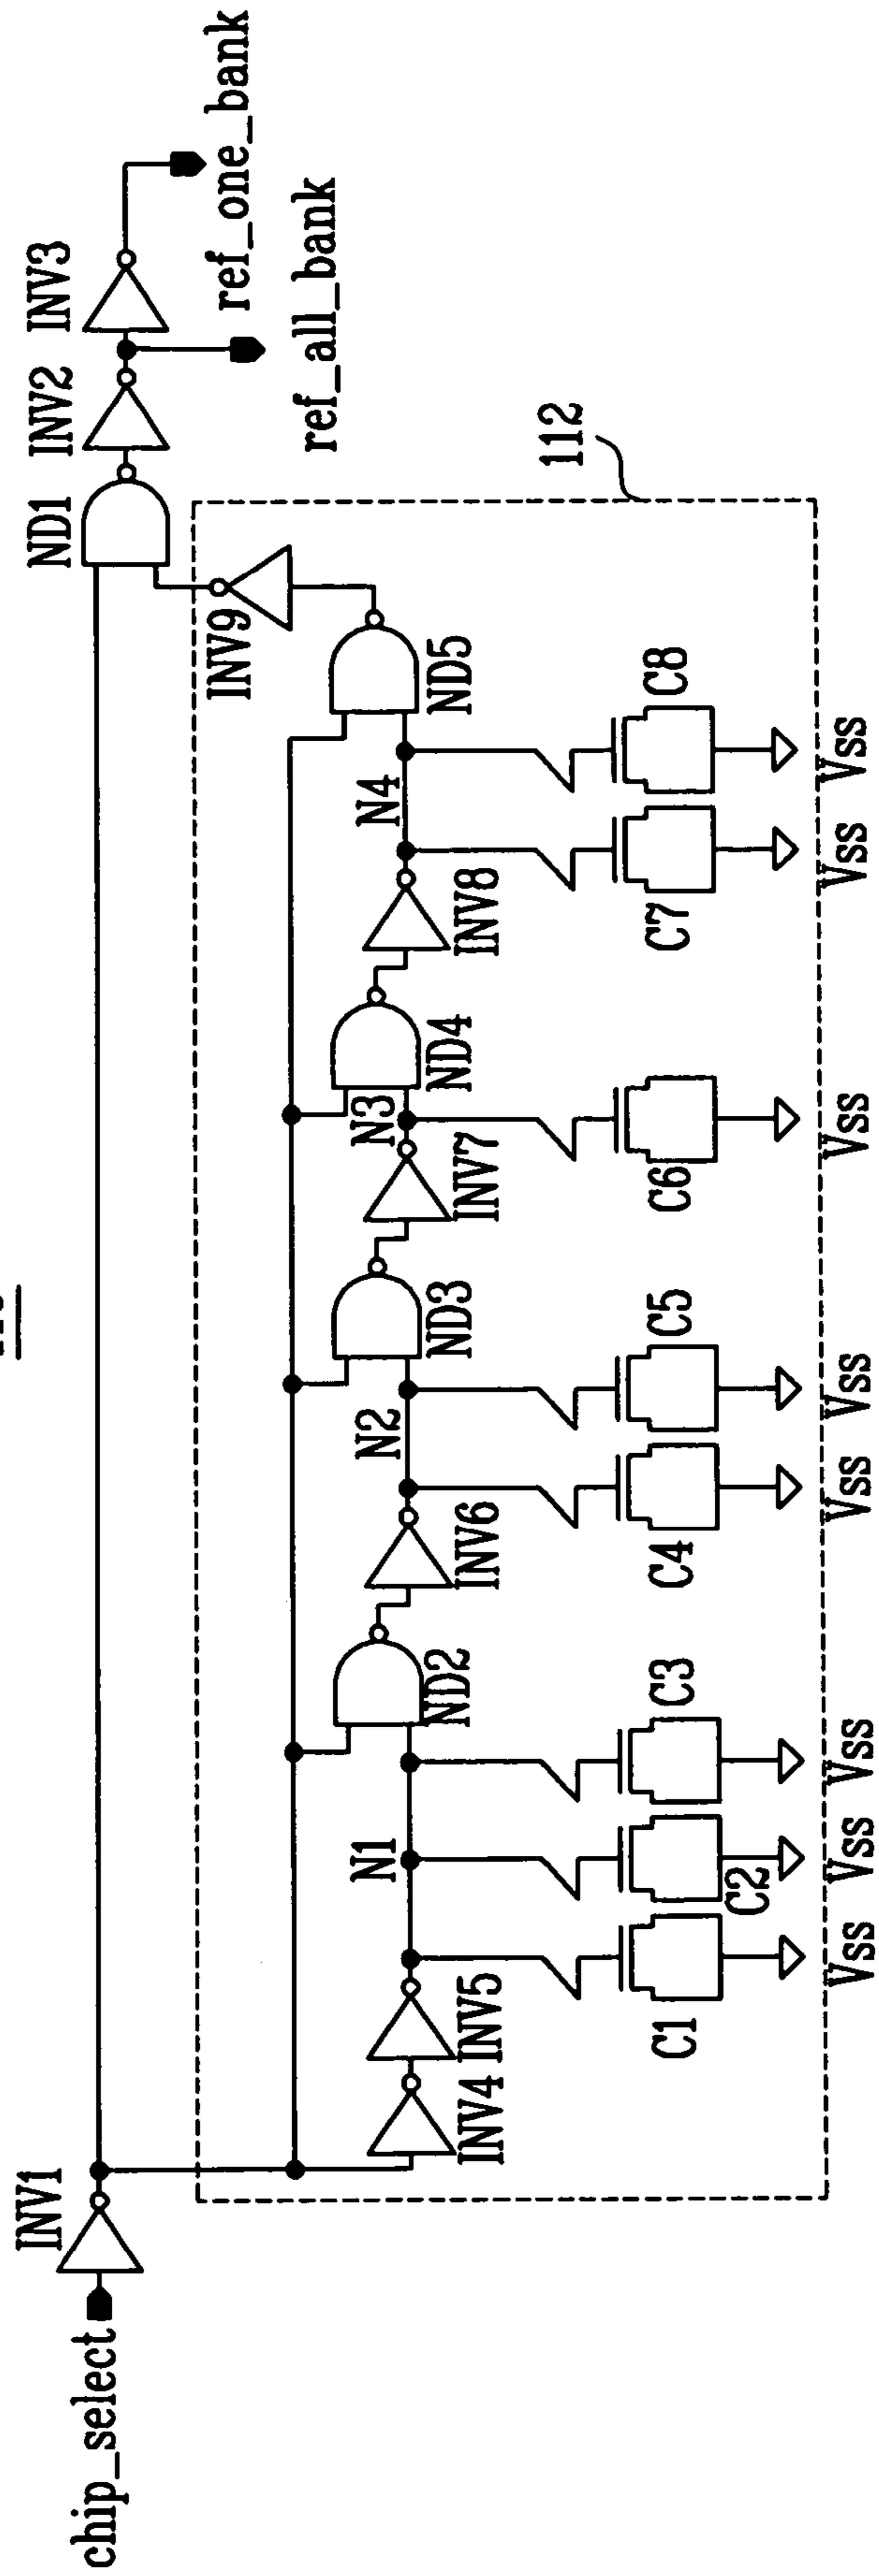 chip_select
INV1
ND1
INV2
INV3
ref_one_bank
ref_all_bank
112
INV9
INV4
INV5
N1
ND2
INV6
N2
ND3
INV7
N3
ND4
INV8
N4
ND5
C1
C2
C3
C4
C5
C6
C7
C8
Vss
Vss
Vss
Vss
Vss
Vss
Vss
Vss